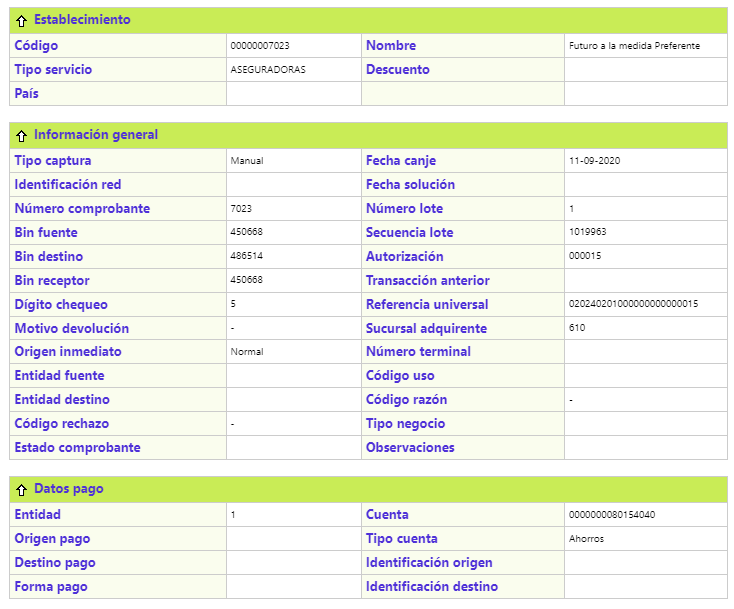 Establecimiento
Código 00000007023 Nombre Futuro a la medida Preferente
Tipo servicio ASEGURADORAS Descuento
País
Información general
Tipo captura Manual Fecha canje 11-09-2020
Identificación red Fecha solución
Número comprobante 7023 Número lote 1
Bin fuente 450668 Secuencia lote 1019963
Bin destino 486514 Autorización 000015
Bin receptor 450668 Transacción anterior
Dígito chequeo 5 Referencia universal 02024020100000000000015
Motivo devolución - Sucursal adquirente 610
Origen inmediato Normal Número terminal
Entidad fuente Código uso
Entidad destino Código razón -
Código rechazo - Tipo negocio
Estado comprobante Observaciones
Datos pago
Entidad 1 Cuenta 0000000080154040
Origen pago Tipo cuenta Ahorros
Destino pago Identificación origen
Forma pago Identificación destino